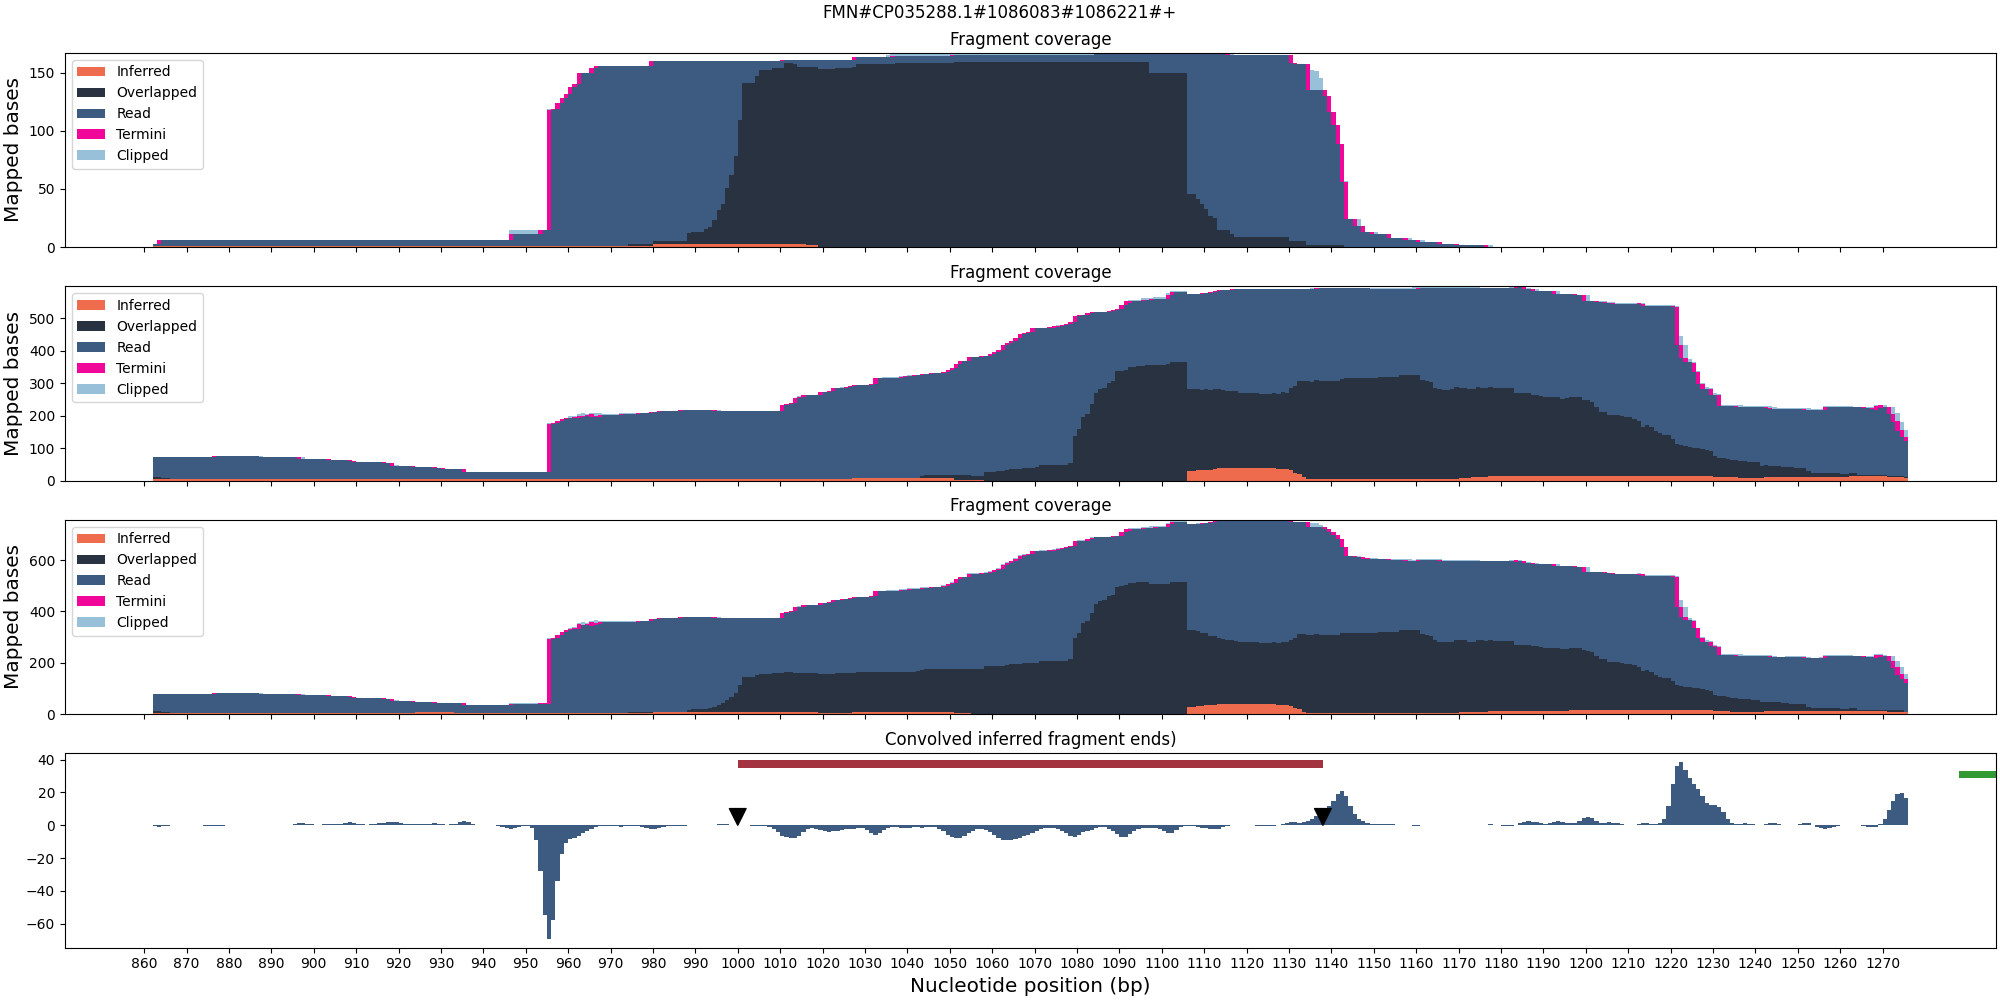 FMN#CP035288.1#1086083#1086221#+
Fragment coverage
Mapped bases
150
100
50
0
Inferred
Overlapped
Read
Termini
Clipped
Fragment coverage
Mapped bases
500
400
300
200
100
0
Inferred
Overlapped
Read
Termini
Clipped
Fragment coverage
Mapped bases
600
400
200
0
Inferred
Overlapped
Read
Termini
Clipped
Convolved inferred fragment ends)
40
20
0
−20
−40
−60
860 870 880 890 900 910 920 930 940 950 960 970 980 990 1000 1010 1020 1030 1040 1050 1060 1070 1080 1090 1100 1110 1120 1130 1140 1150 1160 1170 1180 1190 1200 1210 1220 1230 1240 1250 1260 1270
Nucleotide position (bp)